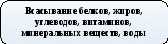 Всасывание белков, жиров,
углеводов, витаминов,
минеральных веществ, воды